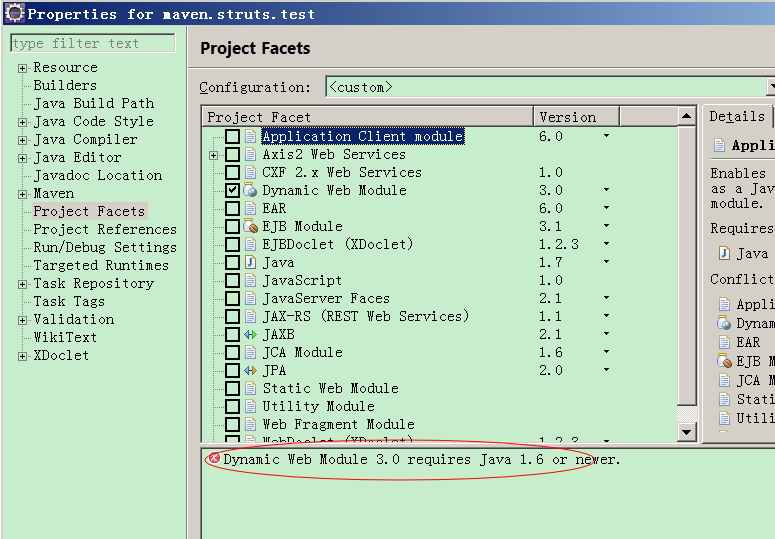 Properties for maven.struts.test
type filter text
Resource
Builders
Java Build Path
Java Code Style
Java Compiler
Java Editor
Javadoc Location
Maven
Project Facets
Project References
Run/Debug Settings
Targeted Runtimes
Task Repository
Task Tags
Validation
WikiText
XDoclet
Project Facets
Configuration: <custom>
Project Facet Version
Application Client module 6.0
Axis2 Web Services
CXF 2.x Web Services 1.0
Dynamic Web Module 3.0
EAR 6.0
EJB Module 3.1
EJBDoclet (XDoclet) 1.2.3
Java 1.7
JavaScript 1.0
JavaServer Faces 2.1
JAX-RS (REST Web Services) 1.1
JAXB 2.1
JCA Module 1.6
JPA 2.0
Static Web Module
Utility Module
Web Fragment Module
WebDoclet (XDoclet) 1.2.3
Dynamic Web Module 3.0 requires Java 1.6 or newer.
Details
Appli
Enables
as a Jav
module.
Requires
Java
Conflict
Appli
Dynam
EAR
EJB M
JCA M
Stati
Utili